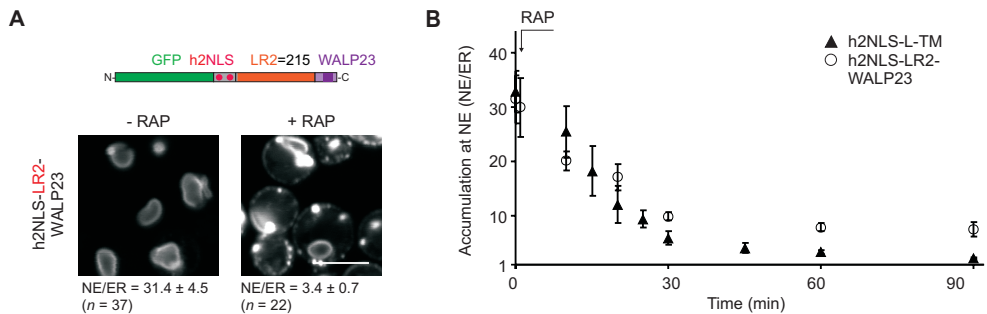 A
GFP h2NLS LR2=215 WALP23
N- -C
- RAP + RAP
h2NLS-LR2-
WALP23
NE/ER = 31.4 ± 4.5
(n = 37)
NE/ER = 3.4 ± 0.7
(n = 22)
B
RAP
h2NLS-L-TM
h2NLS-LR2-
WALP23
Accumulation at NE (NE/ER)
40
30
20
10
1
0 30 60 90
Time (min)